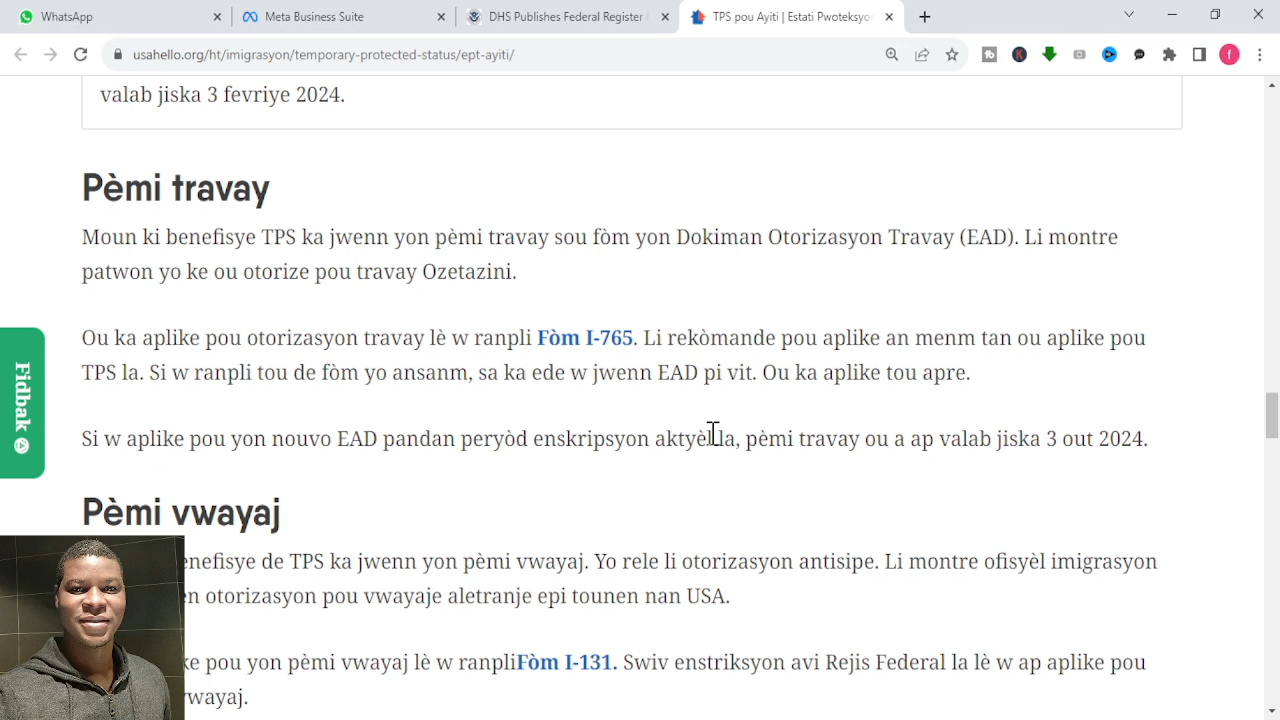 WhatsApp
Meta Business Suite
DHS Publishes Federal Register
TPS pou Ayiti | Estati Pwoteksyon
usahello.org/ht/imigrasyon/temporary-protected-status/ept-ayiti/
valab jiska 3 fevriye 2024.
Pèmi travay
Moun ki benefisye TPS ka jwenn yon pèmi travay sou fòm yon Dokiman Otorizasyon Travay (EAD). Li montre
patwon yo ke ou otorize pou travay Ozetazini.
Ou ka aplike pou otorizasyon travay lè w ranpli Fòm I-765. Li rekòmande pou aplike an menm tan ou aplike pou
TPS la. Si w ranpli tou de fòm yo ansanm, sa ka ede w jwenn EAD pi vit. Ou ka aplike tou apre.
Fidbak
Si w aplike pou yon nouvo EAD pandan peryòd enskripsyon aktyèl la, pèmi travay ou a ap valab jiska 3 out 2024.
Pèmi vwayaj
enefisye de TPS ka jwenn yon pèmi vwayaj. Yo rele li otorizasyon antisipe. Li montre ofisyèl imigrasyon
en otorizasyon pou vwayaje aletranje epi tounen nan USA.
ke pou yon pèmi vwayaj lè w ranpliFòm I-131. Swiv enstriksyon avi Rejis Federal la lè w ap aplike pou
vwayaj.